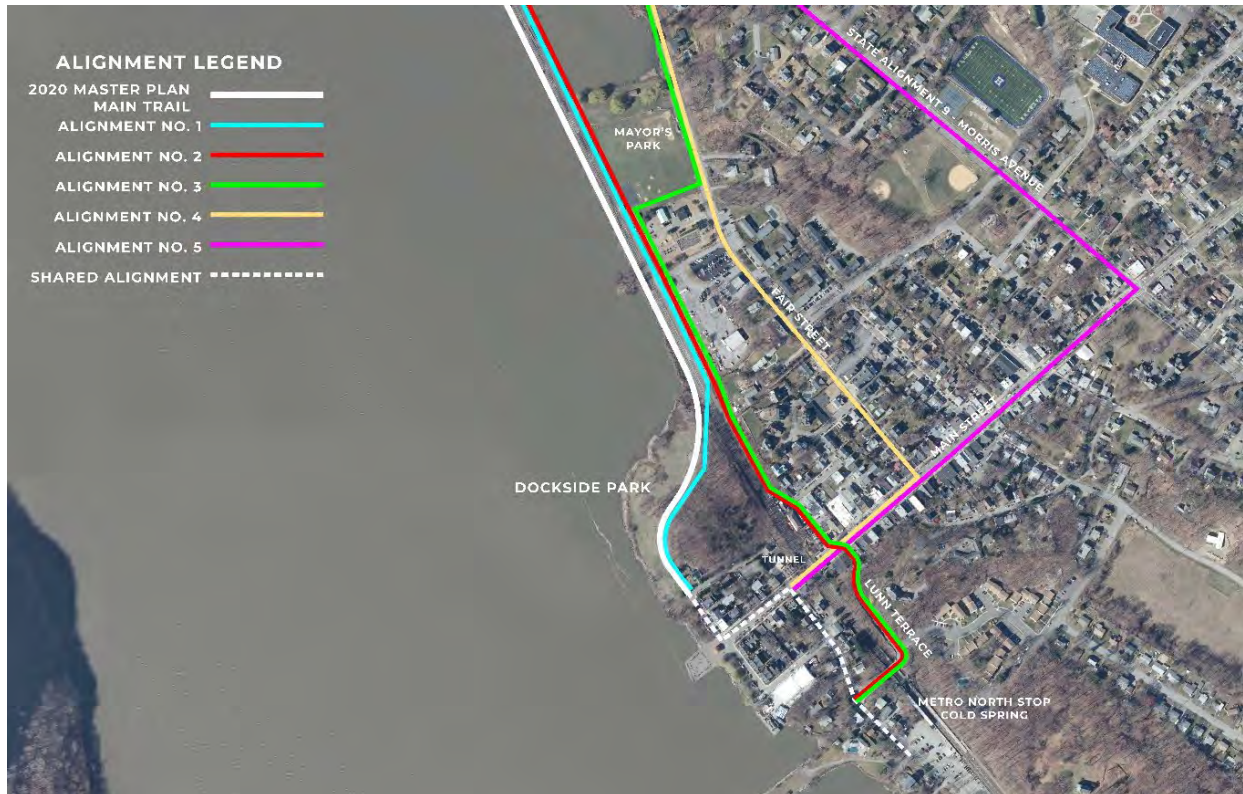 ALIGNMENT LEGEND
2020 MASTER PLAN
MAIN TRAIL
ALIGNMENT NO. 1
ALIGNMENT NO. 2
ALIGNMENT NO. 3
ALIGNMENT NO. 4
ALIGNMENT NO. 5
SHARED ALIGNMENT
STATE ALIGNMENT 9 - MORRIS AVENUE
MAYOR'S
PARK
FAIR STREET
MAIN STREET
DOCKSIDE PARK
TUNNEL
LUNN TERRACE
METRO NORTH STOP
COLD SPRING